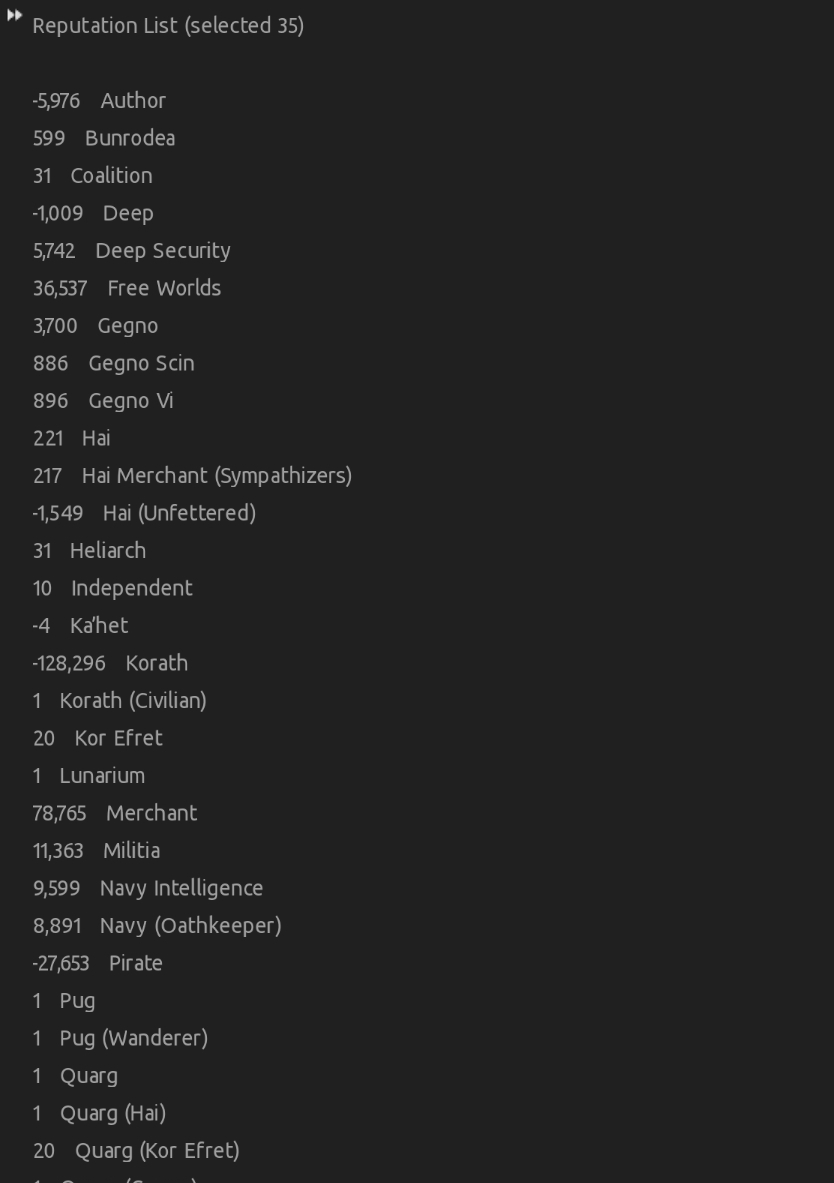 Reputation List (selected 35)
-5,976 Author
599 Bunrodea
31 Coalition
-1,009 Deep
5,742 Deep Security
36,537 Free Worlds
3,700 Gegno
886 Gegno Scin
896 Gegno Vi
221 Hai
217 Hai Merchant (Sympathizers)
-1,549 Hai (Unfettered)
31 Heliarch
10 Independent
-4 Ka'het
-128,296 Korath
1 Korath (Civilian)
20 Kor Efret
1 Lunarium
78,765 Merchant
11,363 Militia
9,599 Navy Intelligence
8,891 Navy (Oathkeeper)
-27,653 Pirate
1 Pug
1 Pug (Wanderer)
1 Quarg
1 Quarg (Hai)
20 Quarg (Kor Efret)